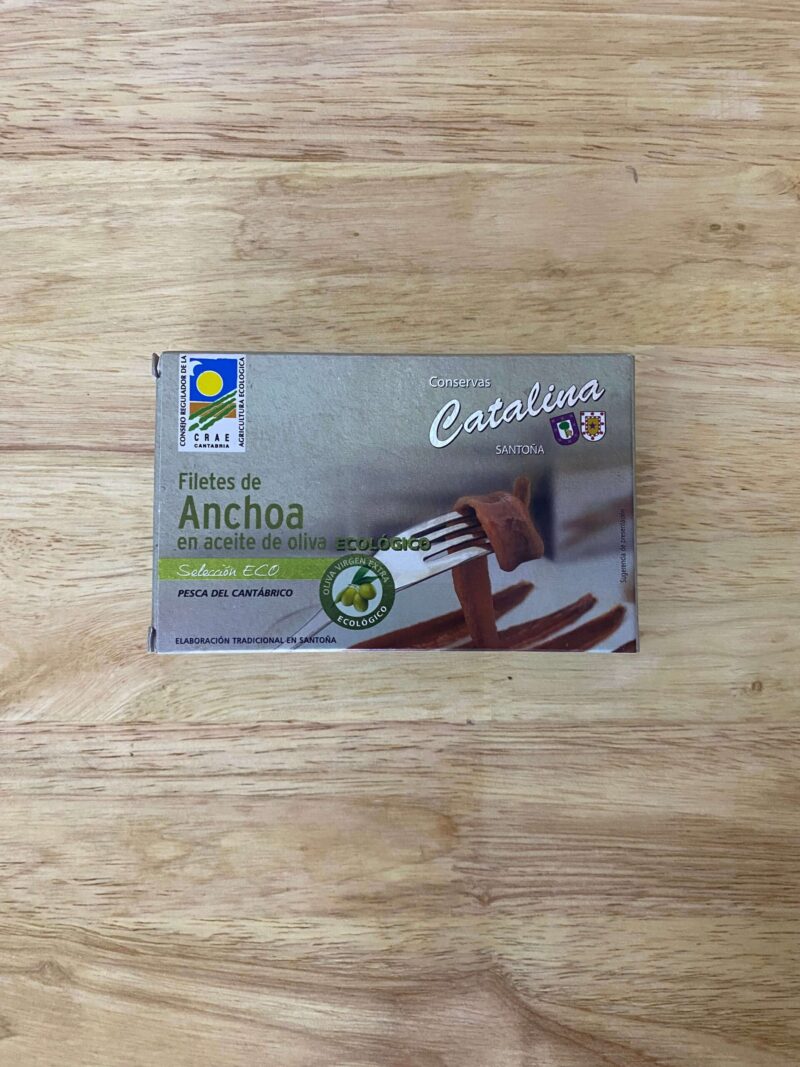 CONSEJO REGULADOR DE LA
AGRICULTURA ECOLOGICA
CRAE
CANTABRIA
Conservas
Catalina
SANTOÑA
Filetes de
Anchoa
en aceite de oliva ECOLÓGICO
Selección ECO
PESCA DEL CANTÁBRICO
OLIVA VIRGEN EXTRA
ECOLÓGICO
ELABORACIÓN TRADICIONAL EN SANTOÑA
Sugerencia de presentación